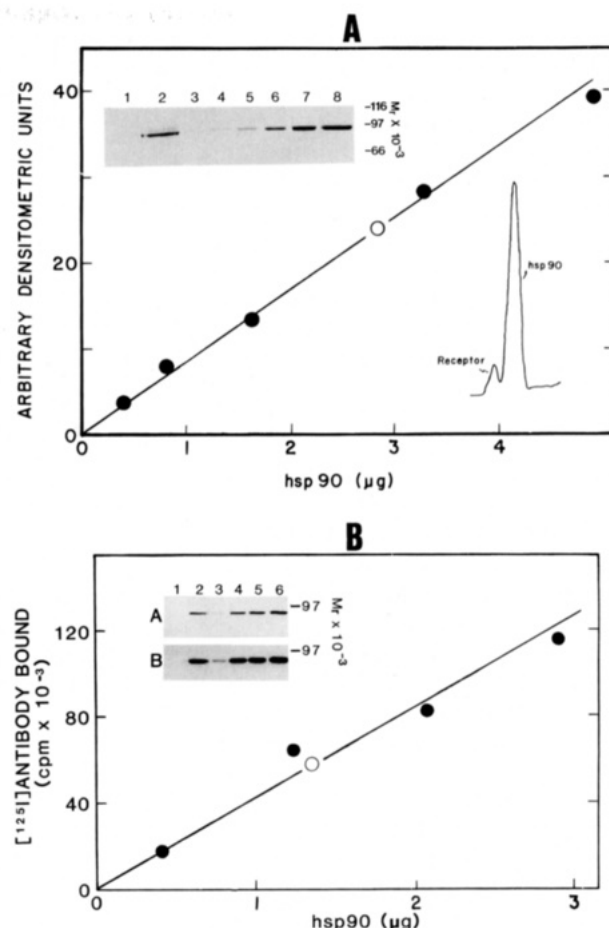 A
ARBITRARY DENSITOMETRIC UNITS
40
20
0
1 2 3 4 5 6 7 8
-116
-97
-66
Mr x 10-3
Receptor
hsp 90
0 1 2 3 4 5
hsp 90 (µg)
B
[125I]ANTIBODY BOUND
(cpm x 10-3)
120
80
40
0
1 2 3 4 5 6
A
-97
B
-97
Mr x 10-3
0 1 2 3
hsp90 (µg)